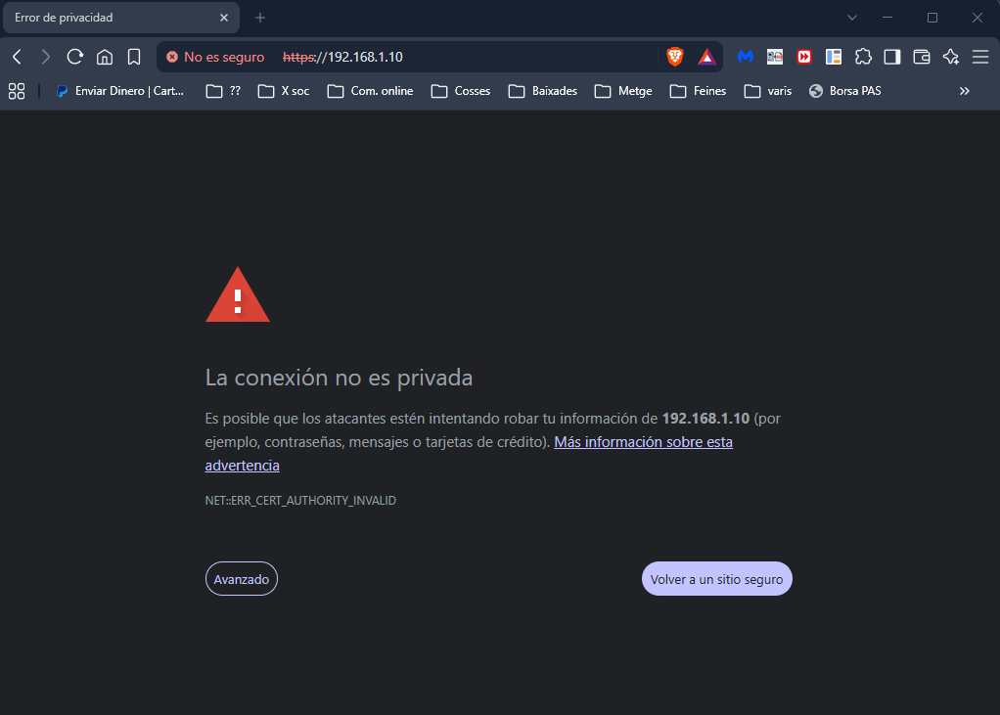 Error de privacidad
No es seguro https://192.168.1.10
Enviar Dinero | Cart... ?? X soc Com. online Cosses Baixades Metge Feines varis Borsa PAS »
La conexión no es privada
Es posible que los atacantes estén intentando robar tu información de 192.168.1.10 (por
ejemplo, contraseñas, mensajes o tarjetas de crédito). Más información sobre esta
advertencia
NET::ERR_CERT_AUTHORITY_INVALID
Avanzado Volver a un sitio seguro